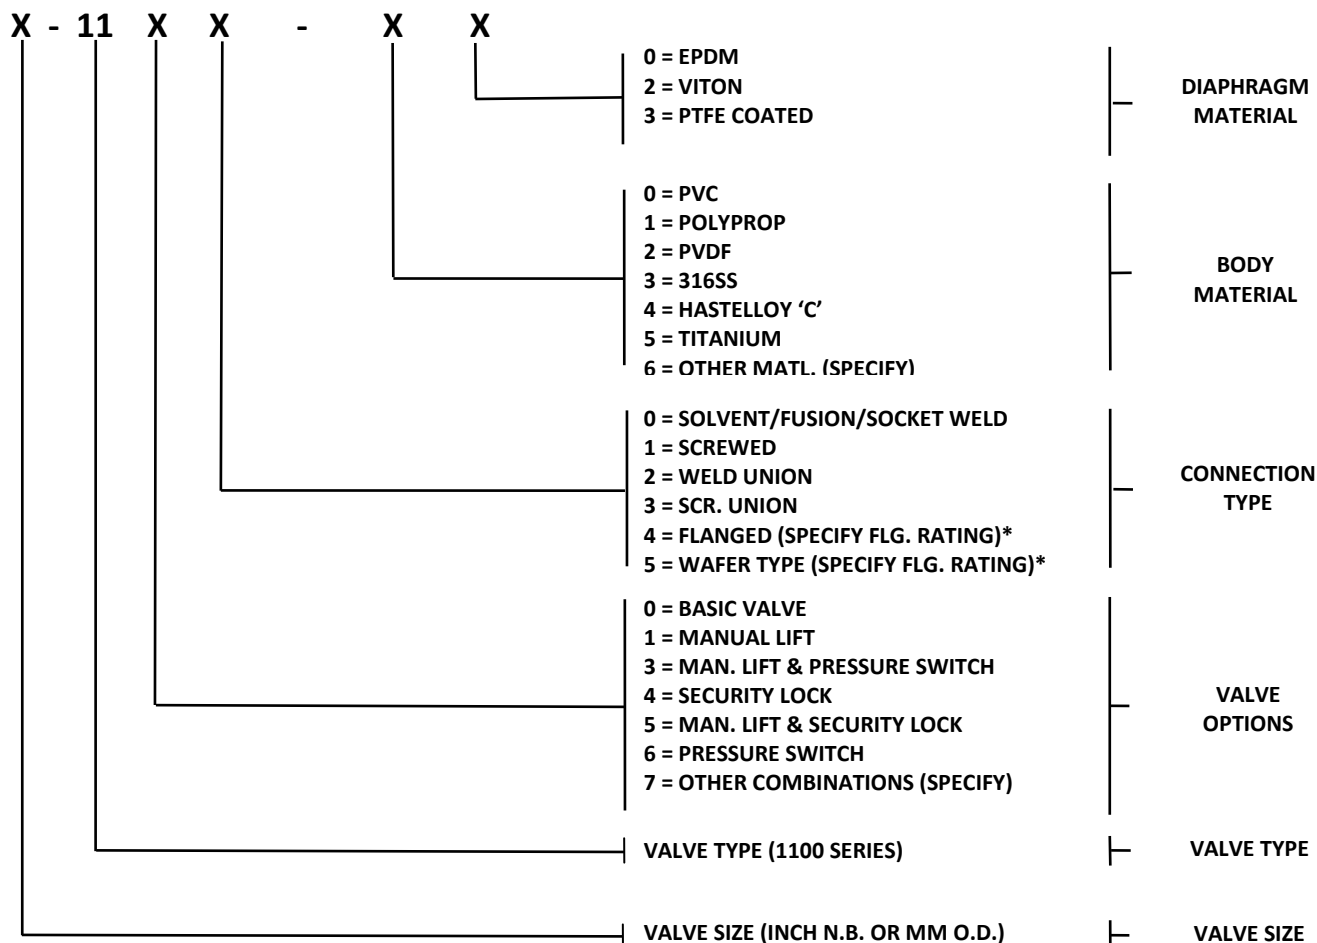 X - 11 X X - X X
0 = EPDM
2 = VITON
3 = PTFE COATED
DIAPHRAGM
MATERIAL
0 = PVC
1 = POLYPROP
2 = PVDF
3 = 316SS
4 = HASTELLOY ‘C’
5 = TITANIUM
6 = OTHER MATL. (SPECIFY)
BODY
MATERIAL
0 = SOLVENT/FUSION/SOCKET WELD
1 = SCREWED
2 = WELD UNION
3 = SCR. UNION
4 = FLANGED (SPECIFY FLG. RATING)*
5 = WAFER TYPE (SPECIFY FLG. RATING)*
CONNECTION
TYPE
0 = BASIC VALVE
1 = MANUAL LIFT
3 = MAN. LIFT & PRESSURE SWITCH
4 = SECURITY LOCK
5 = MAN. LIFT & SECURITY LOCK
6 = PRESSURE SWITCH
7 = OTHER COMBINATIONS (SPECIFY)
VALVE
OPTIONS
VALVE TYPE (1100 SERIES)
VALVE TYPE
VALVE SIZE (INCH N.B. OR MM O.D.)
VALVE SIZE